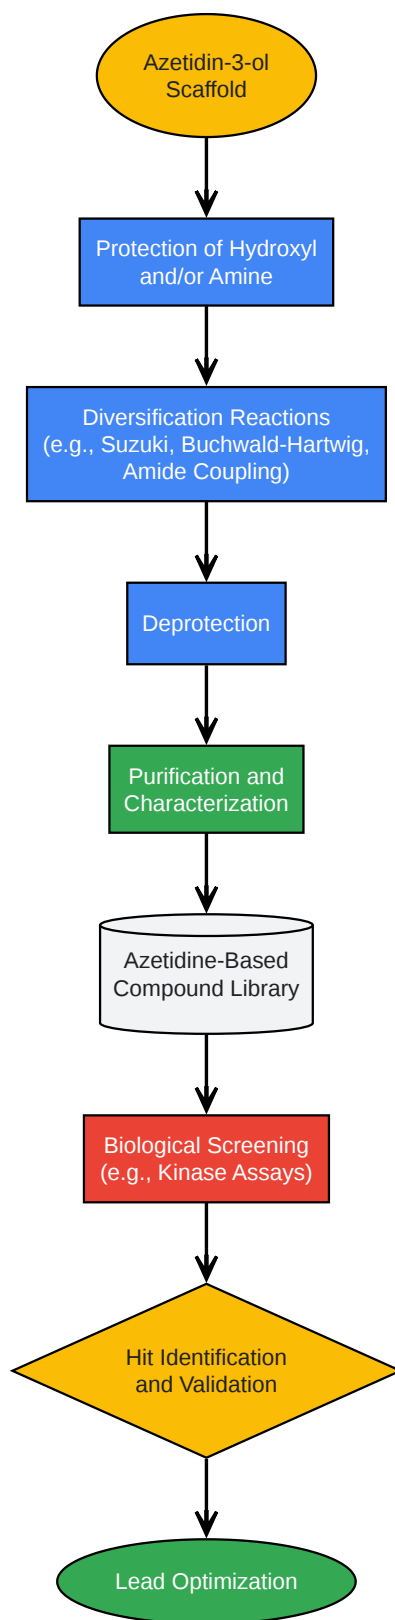 Azetidin-3-ol
Scaffold
Protection of Hydroxyl
and/or Amine
Diversification Reactions
(e.g., Suzuki, Buchwald-Hartwig,
Amide Coupling)
Deprotection
Purification and
Characterization
Azetidine-Based
Compound Library
Biological Screening
(e.g., Kinase Assays)
Hit Identification
and Validation
Lead Optimization